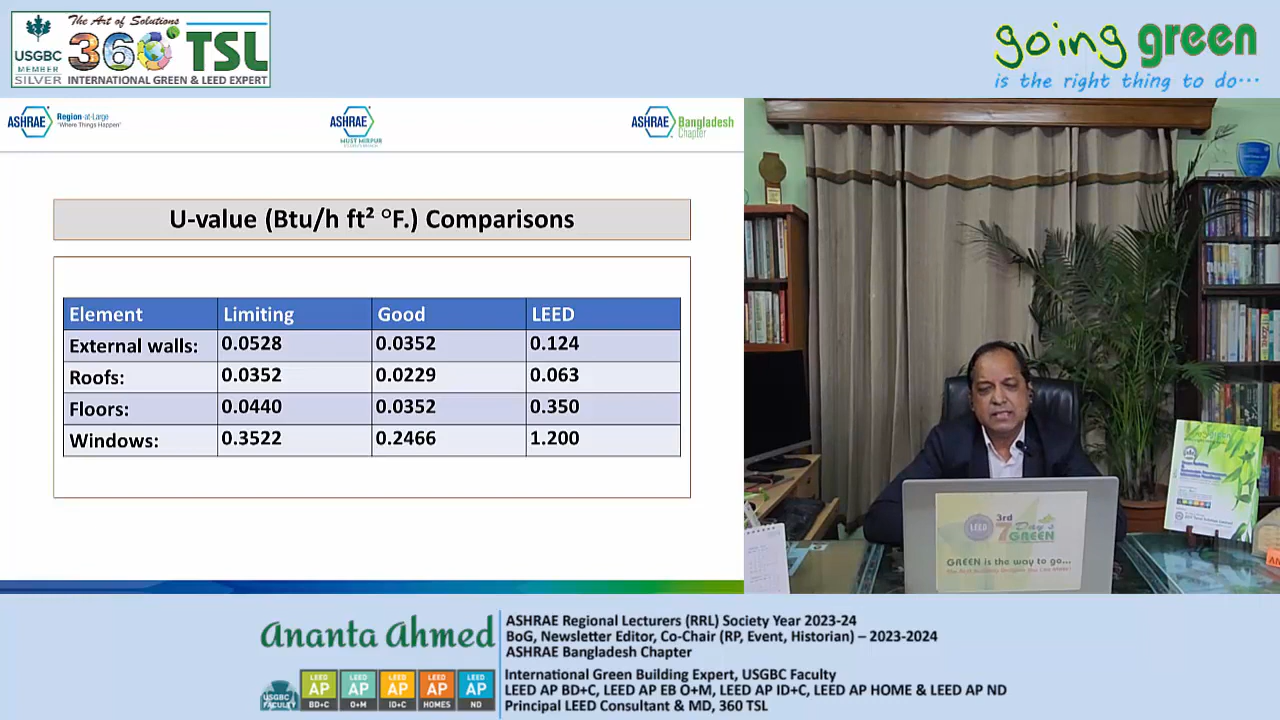 The Art of Solutions
USGBC
MEMBER
SILVER
360° TSL
INTERNATIONAL GREEN & LEED EXPERT
going green
is the right thing to do...
ASHRAE
Region-at-Large
"Where Things Happen"
ASHRAE
MUST MIRPUR
ASHRAE
Bangladesh
Chapter
U-value (Btu/h ft² °F.) Comparisons
Element Limiting Good LEED
External walls: 0.0528 0.0352 0.124
Roofs: 0.0352 0.0229 0.063
Floors: 0.0440 0.0352 0.350
Windows: 0.3522 0.2466 1.200
LEED
3rd
7 Day's
GREEN
GREEN is the way to go...
Ananta Ahmed
ASHRAE Regional Lecturers (RRL) Society Year 2023-24
BoG, Newsletter Editor, Co-Chair (RP, Event, Historian) – 2023-2024
ASHRAE Bangladesh Chapter
International Green Building Expert, USGBC Faculty
LEED AP BD+C, LEED AP EB O+M, LEED AP ID+C, LEED AP HOME & LEED AP ND
Principal LEED Consultant & MD, 360 TSL
USGBC
FACULTY
LEED AP BD+C
LEED AP O+M
LEED AP ID+C
LEED AP HOMES
LEED AP ND